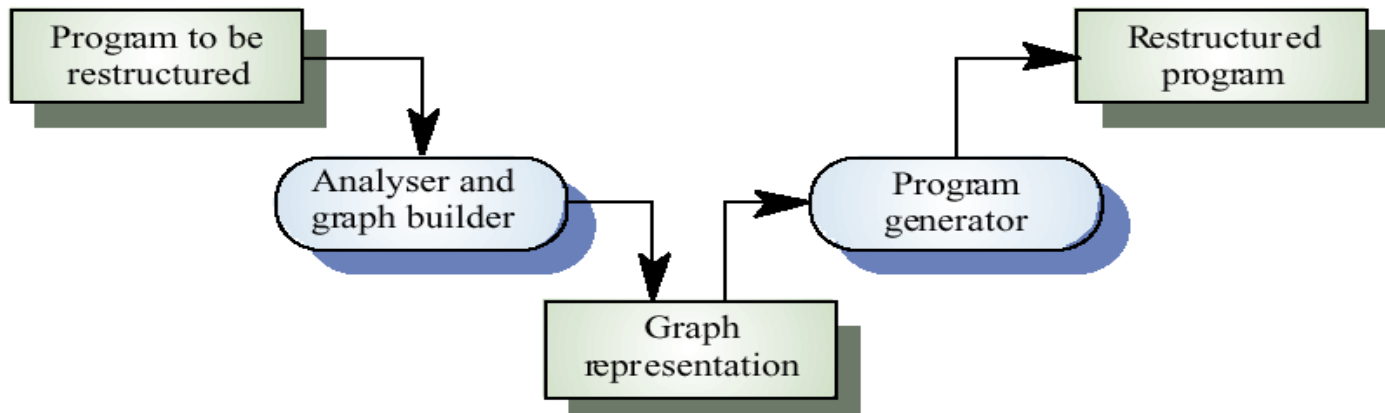 Program to be
restructured
Analyser and
graph builder
Graph
representation
Program
generator
Restructured
program